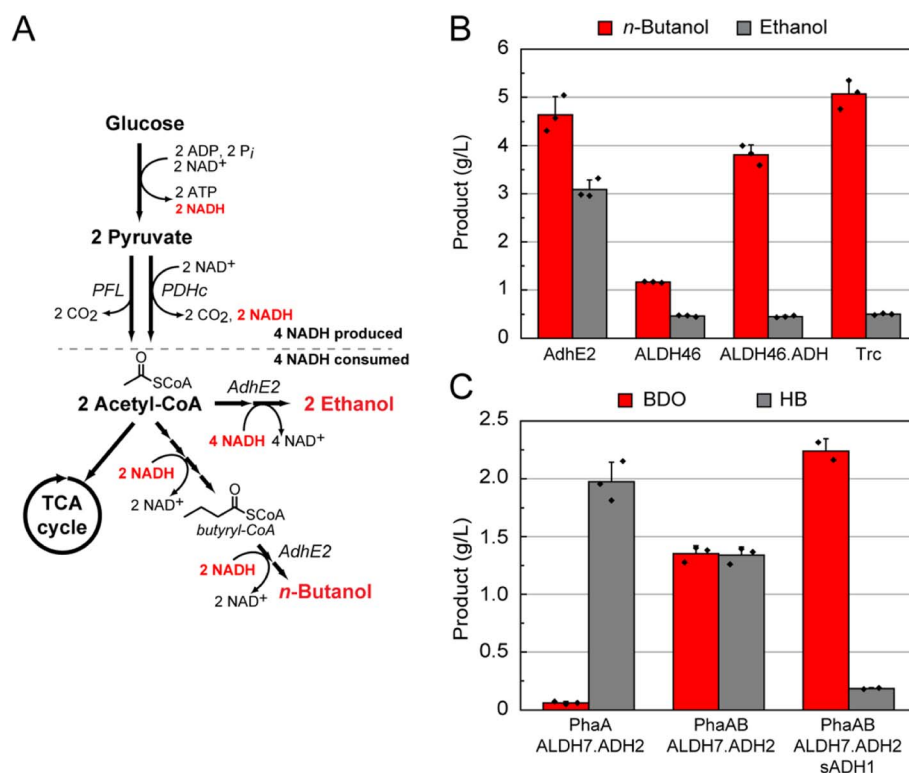 A
Glucose
2 ADP, 2 Pi
2 NAD+
2 ATP
2 NADH
2 Pyruvate
PFL
PDHc
2 NAD+
2 CO2
2 CO2, 2 NADH
4 NADH produced
4 NADH consumed
O
SCoA
2 Acetyl-CoA
AdhE2
2 Ethanol
4 NADH
4 NAD+
2 NADH
2 NAD+
TCA
cycle
O
SCoA
butyryl-CoA
AdhE2
2 NADH
2 NAD+
n-Butanol
B
n-Butanol
Ethanol
Product (g/L)
6
5
4
3
2
1
0
AdhE2
ALDH46
ALDH46.ADH
Trc
C
BDO
HB
Product (g/L)
2.5
2.0
1.5
1.0
0.5
0
PhaA
ALDH7.ADH2
PhaAB
ALDH7.ADH2
PhaAB
ALDH7.ADH2
sADH1